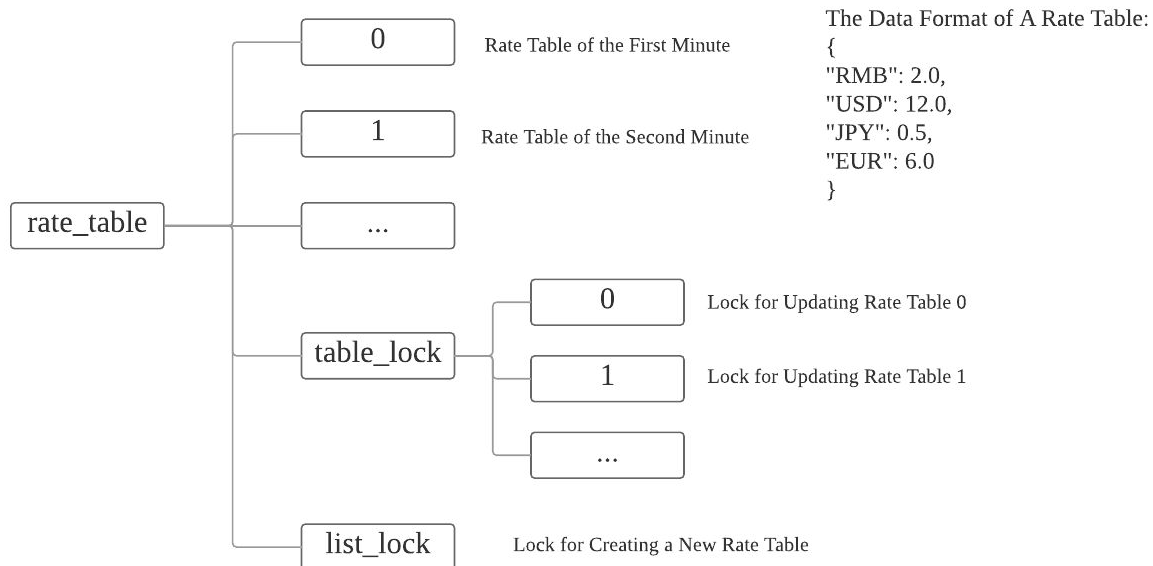 The Data Format of A Rate Table:
{
"RMB": 2.0,
"USD": 12.0,
"JPY": 0.5,
"EUR": 6.0
}
0
Rate Table of the First Minute
1
Rate Table of the Second Minute
rate_table
...
0
Lock for Updating Rate Table 0
table_lock
1
Lock for Updating Rate Table 1
...
list_lock
Lock for Creating a New Rate Table